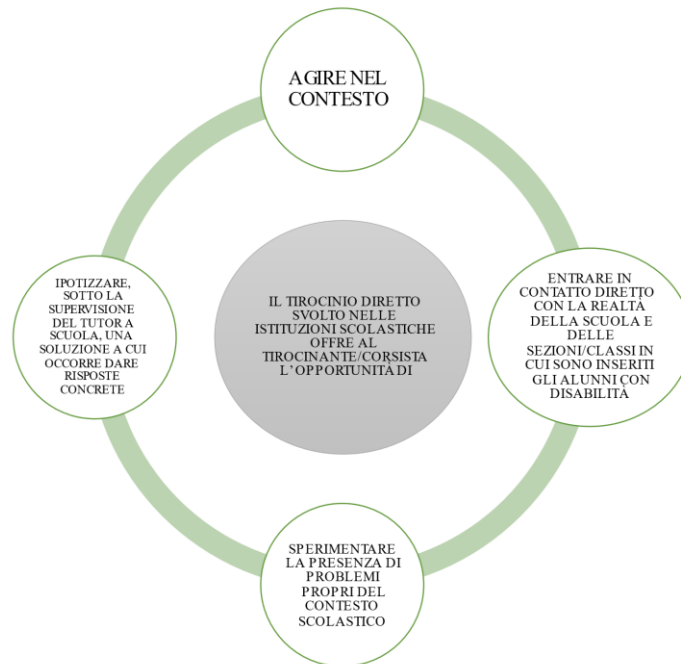 AGIRE NEL
CONTESTO
IL TIROCINIO DIRETTO
SVOLTO NELLE
ISTITUZIONI SCOLASTICHE
OFFRE AL
TIROCINANTE/CORSISTA
L'OPPORTUNITÀ DI
ENTRARE IN
CONTATTO DIRETTO
CON LA REALTÀ
DELLA SCUOLA E
DELLE
SEZIONI/CLASSI IN
CUI SONO INSERITI
GLI ALUNNI CON
DISABILITÀ
SPERIMENTARE
LA PRESENZA DI
PROBLEMI
PROPRI DEL
CONTESTO
SCOLASTICO
IPOTIZZARE,
SOTTO LA
SUPERVISIONE
DEL TUTOR A
SCUOLA, UNA
SOLUZIONE A CUI
OCCORRE DARE
RISPOSTE
CONCRETE